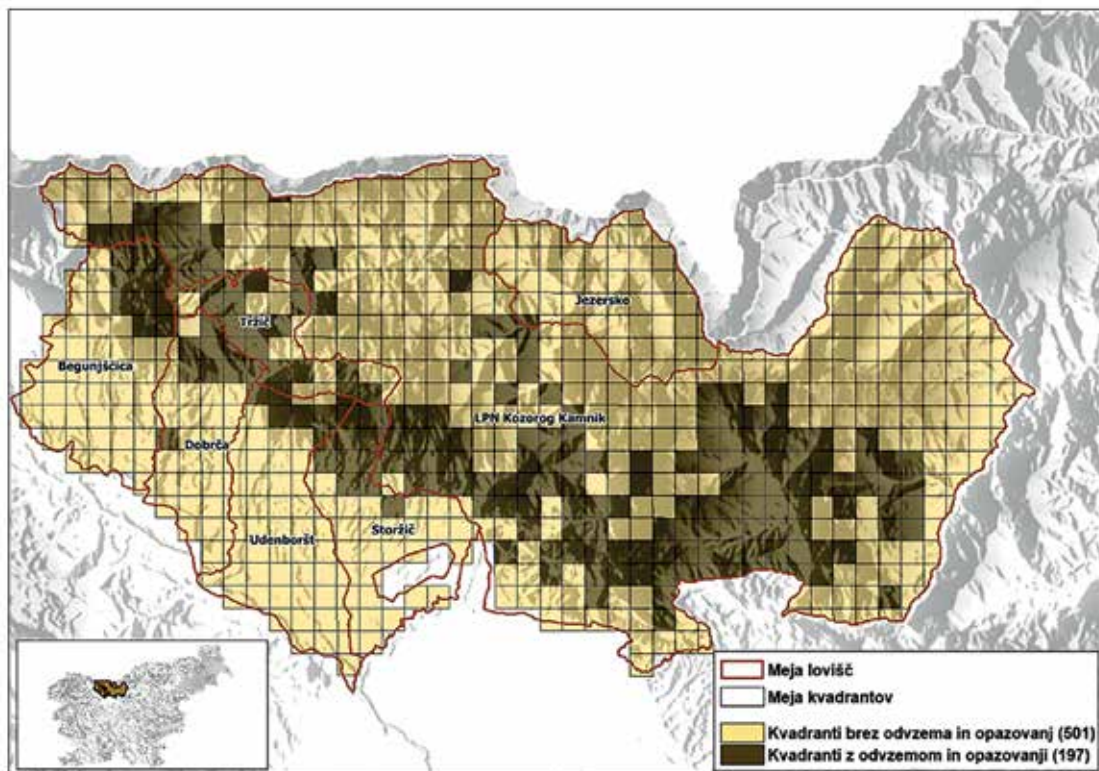 Jezersko
Tržič
Begunjščica
LPN Kozorog Kamnik
Dobrča
Storžič
Udenboršt
Meja lovišč
Meja kvadrantov
Kvadranti brez odvzema in opazovanj (501)
Kvadranti z odvzemom in opazovanji (197)